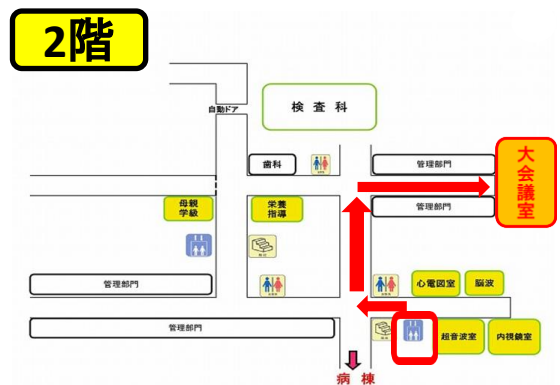 2階
検査科
自動ドア
歯科
管理部門
大会議室
母親
学級
栄養
指導
管理部門
管理部門
心電図室
脳波
管理部門
超音波室
内視鏡室
病棟